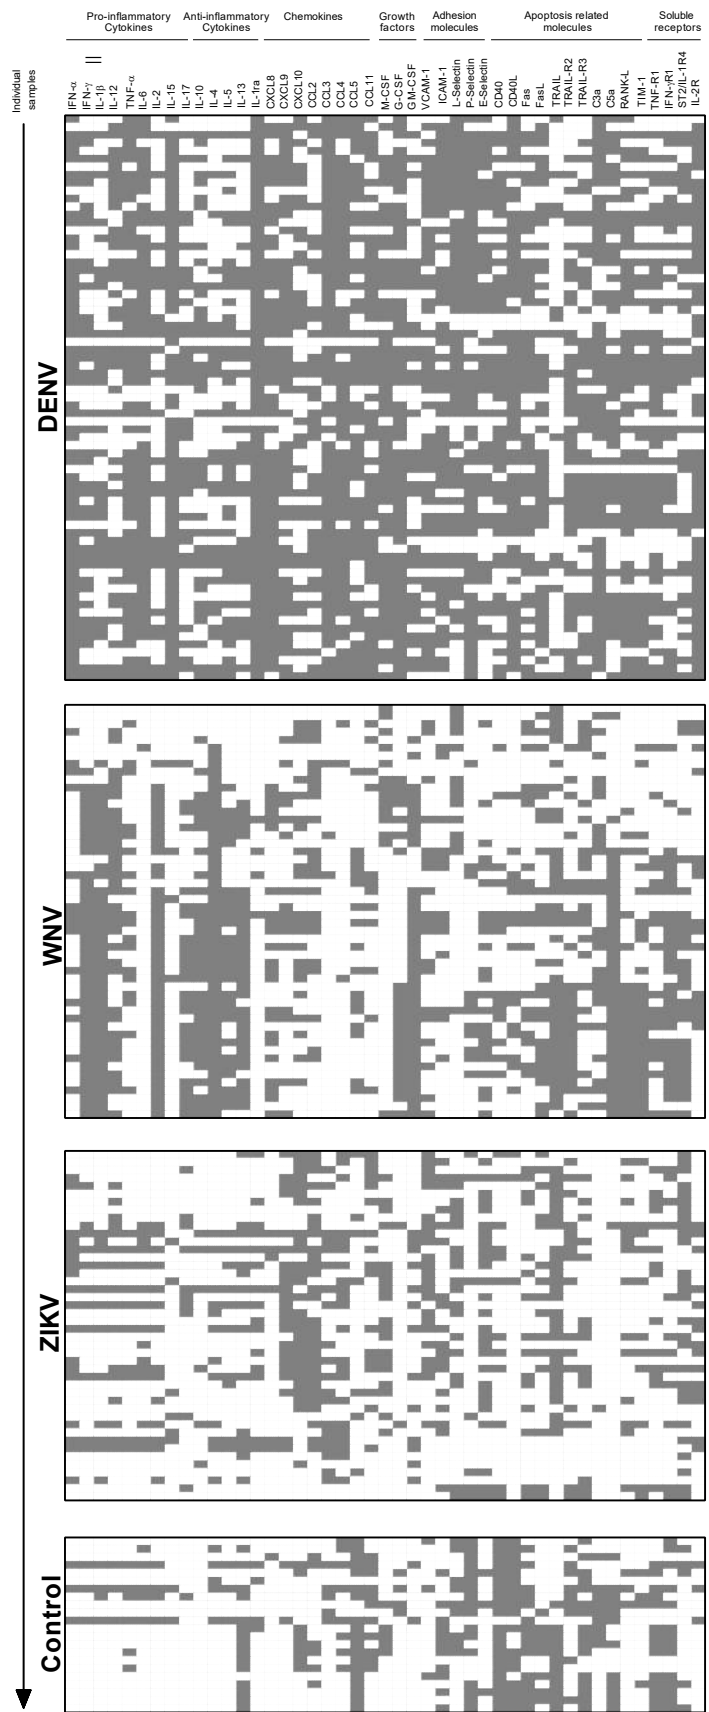 Pro-inflammatory
Cytokines
Anti-inflammatory
Cytokines
Chemokines
Growth
factors
Adhesion
molecules
Apoptosis related
molecules
Soluble
receptors
Individual
samples
IFN-α
IFN-γ
IL-1β
IL-12
TNF-α
IL-6
IL-2
IL-15
IL-17
IL-10
IL-4
IL-5
IL-13
IL-1ra
CXCL8
CXCL9
CXCL10
CCL2
CCL3
CCL4
CCL5
CCL11
M-CSF
G-CSF
GM-CSF
VCAM-1
ICAM-1
L-Selectin
P-Selectin
E-Selectin
CD40
CD40L
Fas
FasL
TRAIL
TRAIL-R2
TRAIL-R3
C3a
C5a
RANK-L
TIM-1
TNF-R1
IFN-γR1
ST2/IL-1R4
IL-2R
DENV
WNV
ZIKV
Control